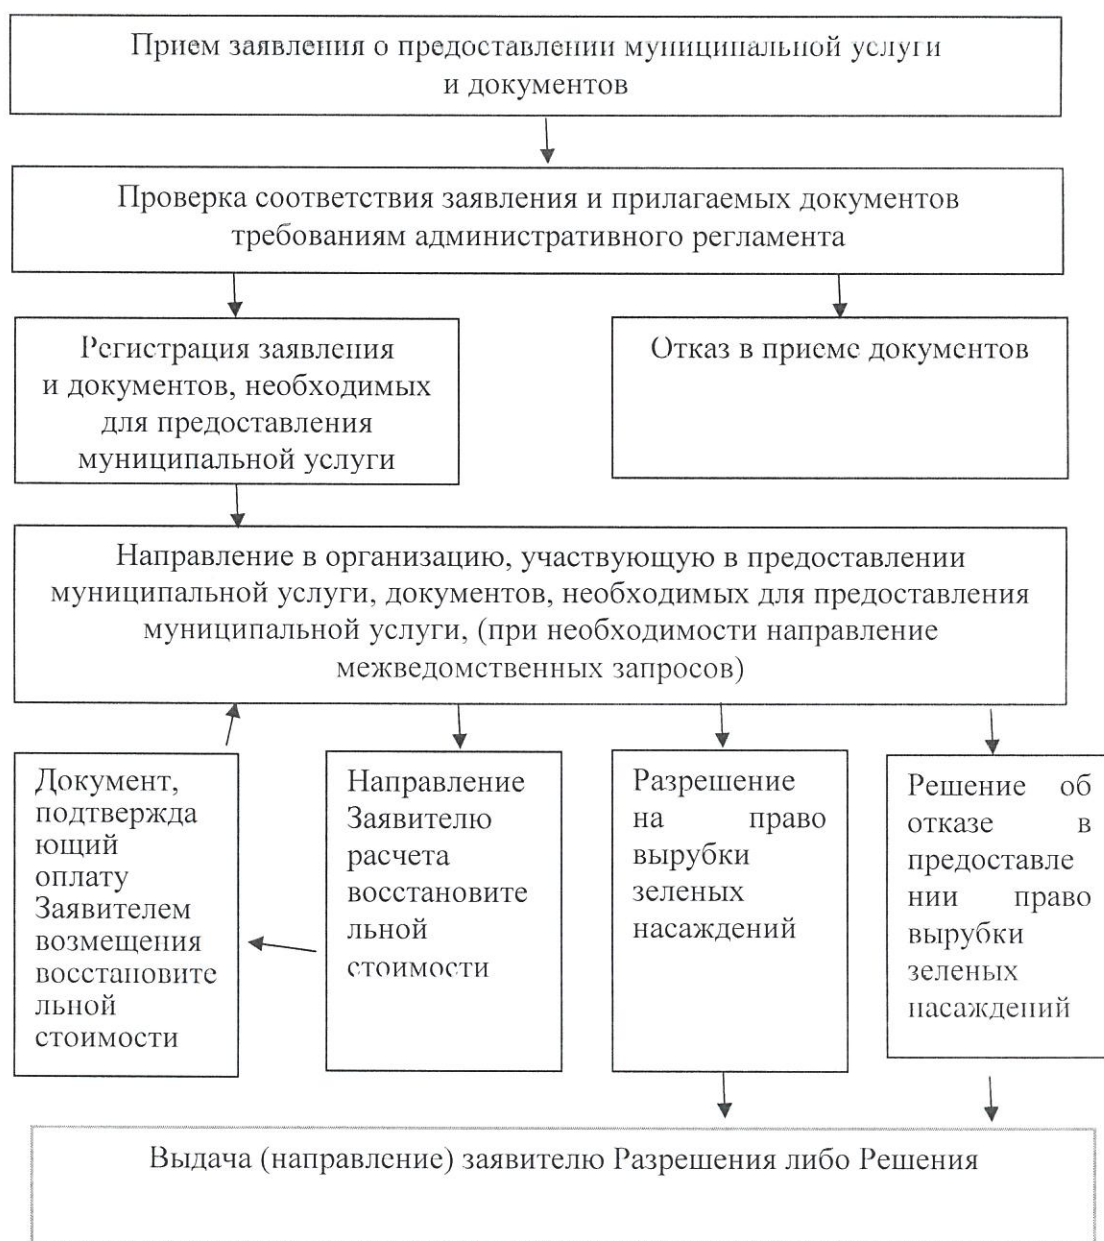 Прием заявления о предоставлении муниципальной услуги
и документов
Проверка соответствия заявления и прилагаемых документов
требованиям административного регламента
Регистрация заявления
и документов, необходимых
для предоставления
муниципальной услуги
Отказ в приеме документов
Направление в организацию, участвующую в предоставлении
муниципальной услуги, документов, необходимых для предоставления
муниципальной услуги, (при необходимости направление
межведомственных запросов)
Документ,
подтвержда
ющий
оплату
Заявителем
возмещения
восстановите
льной
стоимости
Направление
Заявителю
расчета
восстановите
льной
стоимости
Разрешение
на право
вырубки
зеленых
насаждений
Решение об
отказе в
предоставле
нии право
вырубки
зеленых
насаждений
Выдача (направление) заявителю Разрешения либо Решения